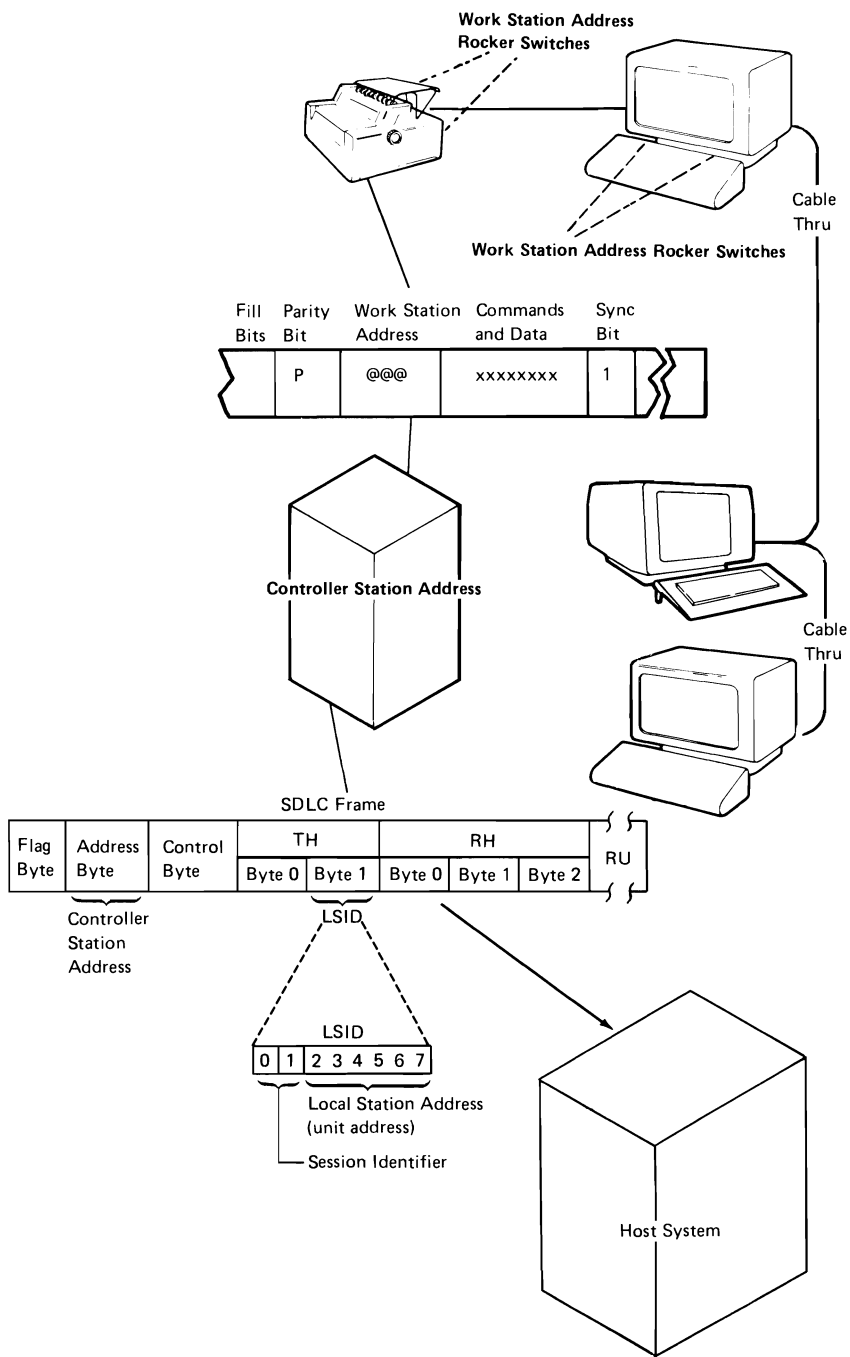 Work Station Address
Rocker Switches
Cable
Thru
Work Station Address Rocker Switches
Fill
Bits
Parity
Bit
Work Station
Address
Commands
and Data
Sync
Bit
P
@@@
xxxxxxxx
1
Controller Station Address
Cable
Thru
SDLC Frame
Flag
Byte
Address
Byte
Control
Byte
TH
RH
RU
Byte 0
Byte 1
Byte 0
Byte 1
Byte 2
Controller
Station
Address
LSID
LSID
0 1 2 3 4 5 6 7
Local Station Address
(unit address)
Session Identifier
Host System